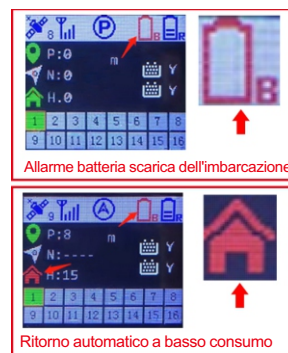 8 P B R
P:0 m
N:0 Y
H.0 Y
1 2 3 4 5 6 7 8
9 10 11 12 13 14 15 16
B
Allarme batteria scarica dell'imbarcazione
9 A B R
P:8 m
N:---- Y
H:15 Y
1 2 3 4 5 6 7 8
9 10 11 12 13 14 15 16
Ritorno automatico a basso consumo